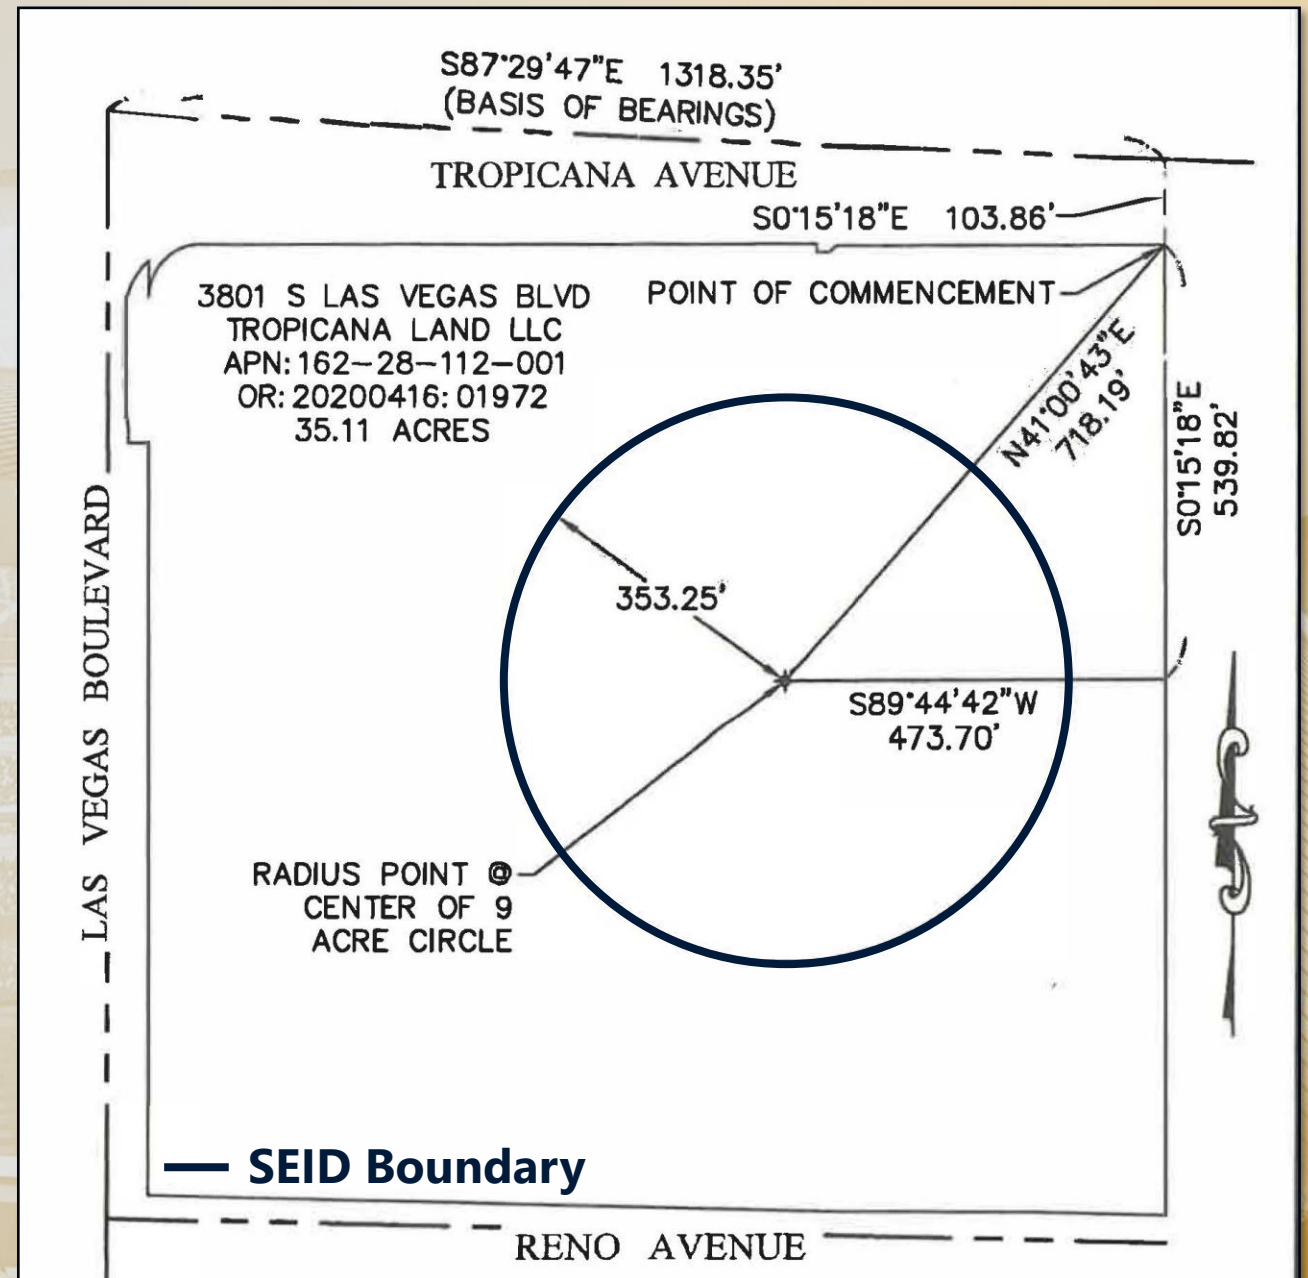 S87°29'47"E 1318.35'
(BASIS OF BEARINGS)
TROPICANA AVENUE
S0°15'18"E 103.86'
3801 S LAS VEGAS BLVD
TROPICANA LAND LLC
APN: 162-28-112-001
OR: 20200416: 01972
35.11 ACRES
POINT OF COMMENCEMENT
N41°00'43"E
718.19'
S0°15'18"E
539.82'
LAS VEGAS BOULEVARD
353.25'
S89°44'42"W
473.70'
RADIUS POINT @
CENTER OF 9
ACRE CIRCLE
SEID Boundary
RENO AVENUE